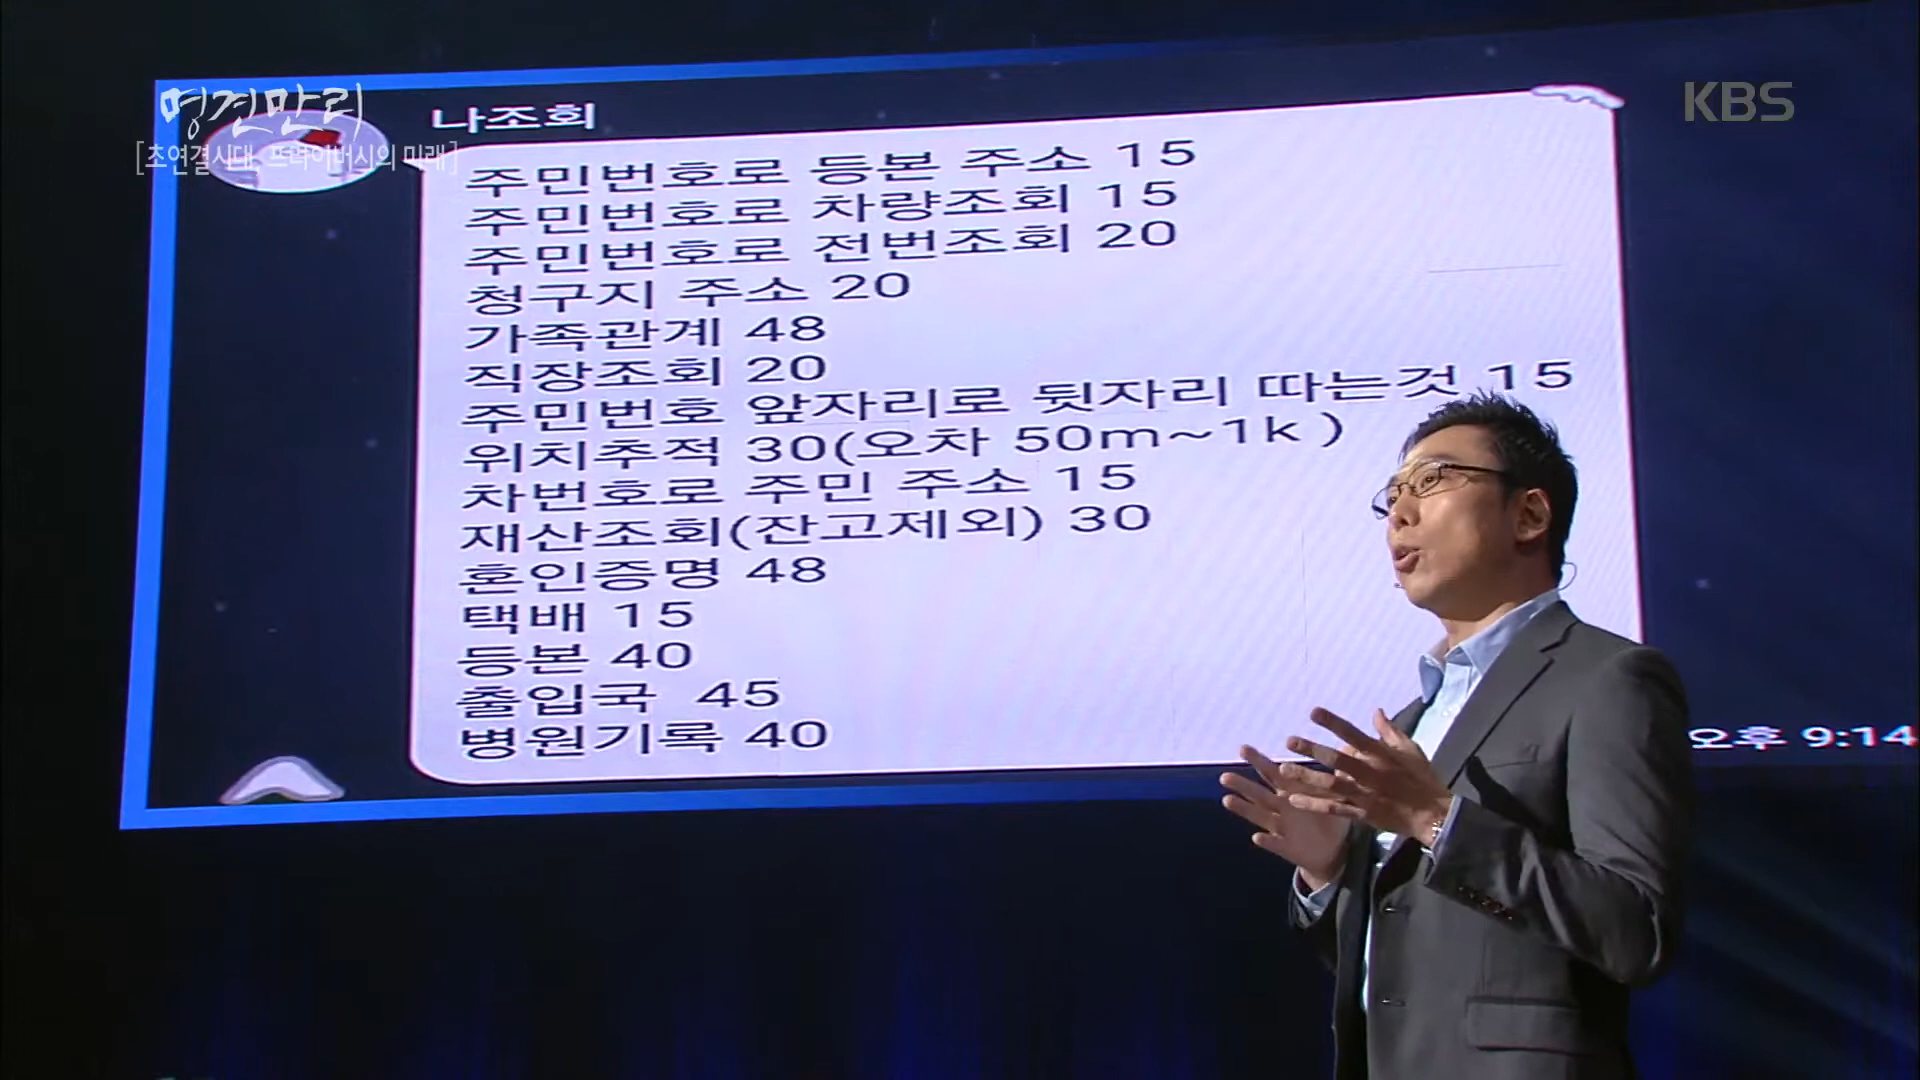 명견만리
[초연결시대, 프라이버시의 미래]
KBS
나조회
주민번호로 등본 주소 15
주민번호로 차량조회 15
주민번호로 전번조회 20
청구지 주소 20
가족관계 48
직장조회 20
주민번호 앞자리로 뒷자리 따는것 15
위치추적 30(오차 50m~1k )
차번호로 주민 주소 15
재산조회(잔고제외) 30
혼인증명 48
택배 15
등본 40
출입국 45
병원기록 40
오후 9:14